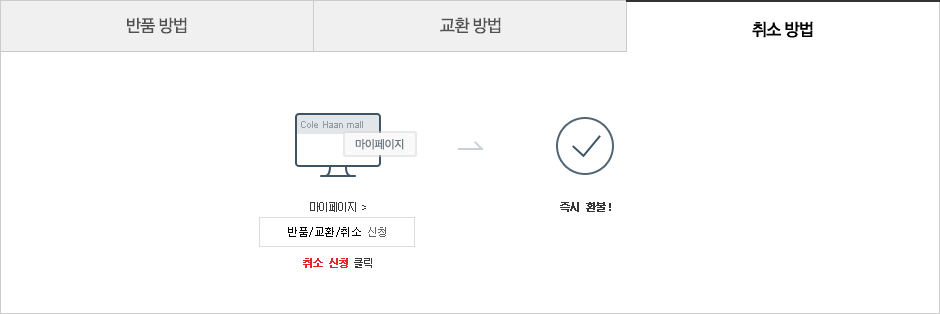 반품 방법
교환 방법
취소 방법
Cole Haan mall
마이페이지
마이페이지 >
반품/교환/취소 신청
취소 신청 클릭
즉시 환불!